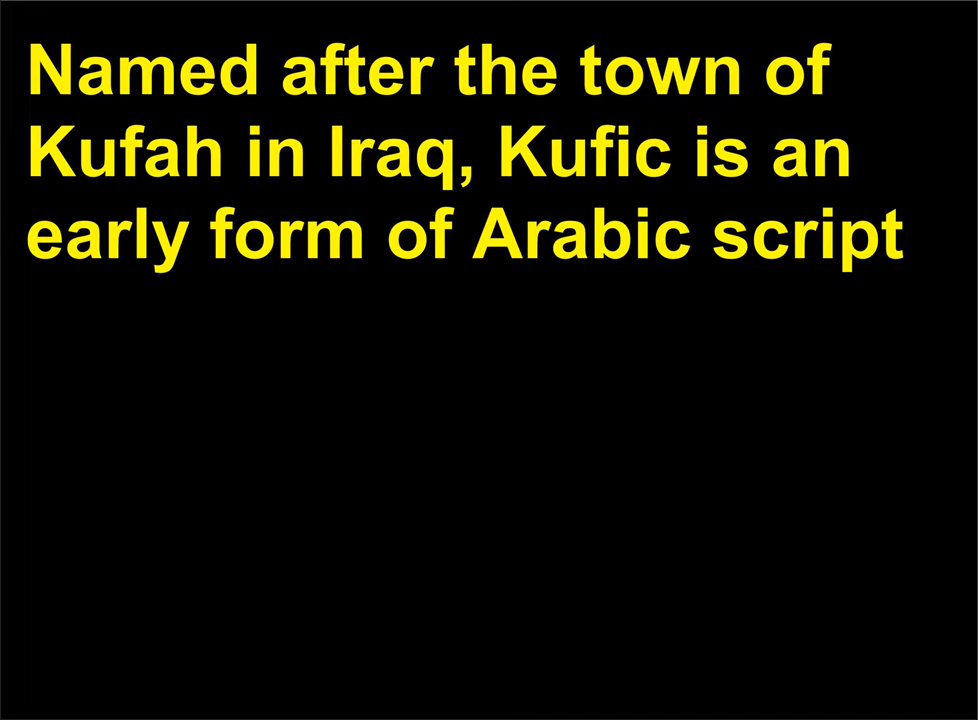 Named after the town of
Kufah in Iraq, Kufic is an
early form of Arabic script